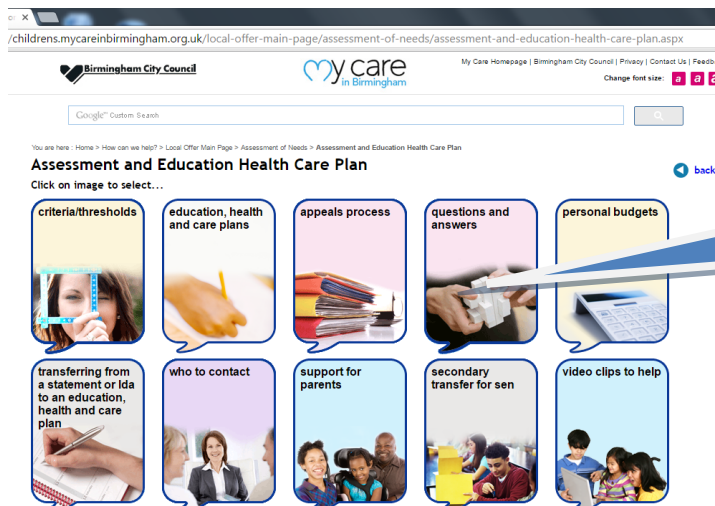 /childrens.mycareinbirmingham.org.uk/local-offer-main-page/assessment-of-needs/assessment-and-education-health-care-plan.aspx
Birmingham City Council
my care
in Birmingham
My Care Homepage | Birmingham City Council | Privacy | Contact Us | Feedb
Change font size: a a a
Google™ Custom Search
You are here : Home > How can we help? > Local Offer Main Page > Assessment of Needs > Assessment and Education Health Care Plan
Assessment and Education Health Care Plan
back
Click on image to select...
criteria/thresholds
education, health
and care plans
appeals process
questions and
answers
personal budgets
transferring from
a statement or lda
to an education,
health and care
plan
who to contact
support for
parents
secondary
transfer for sen
video clips to help